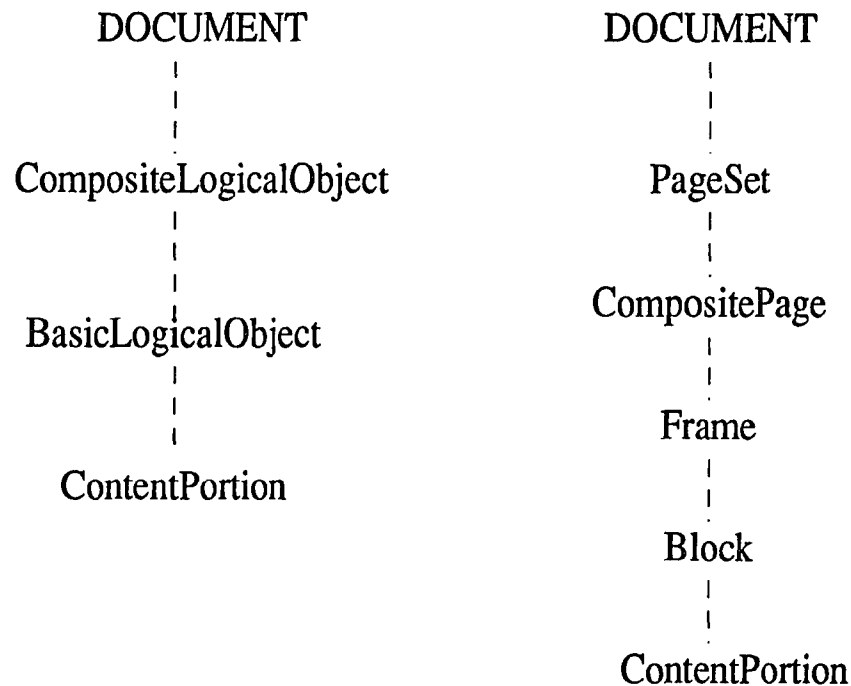 DOCUMENT
CompositeLogicalObject
BasicLogicalObject
ContentPortion
DOCUMENT
PageSet
CompositePage
Frame
Block
ContentPortion